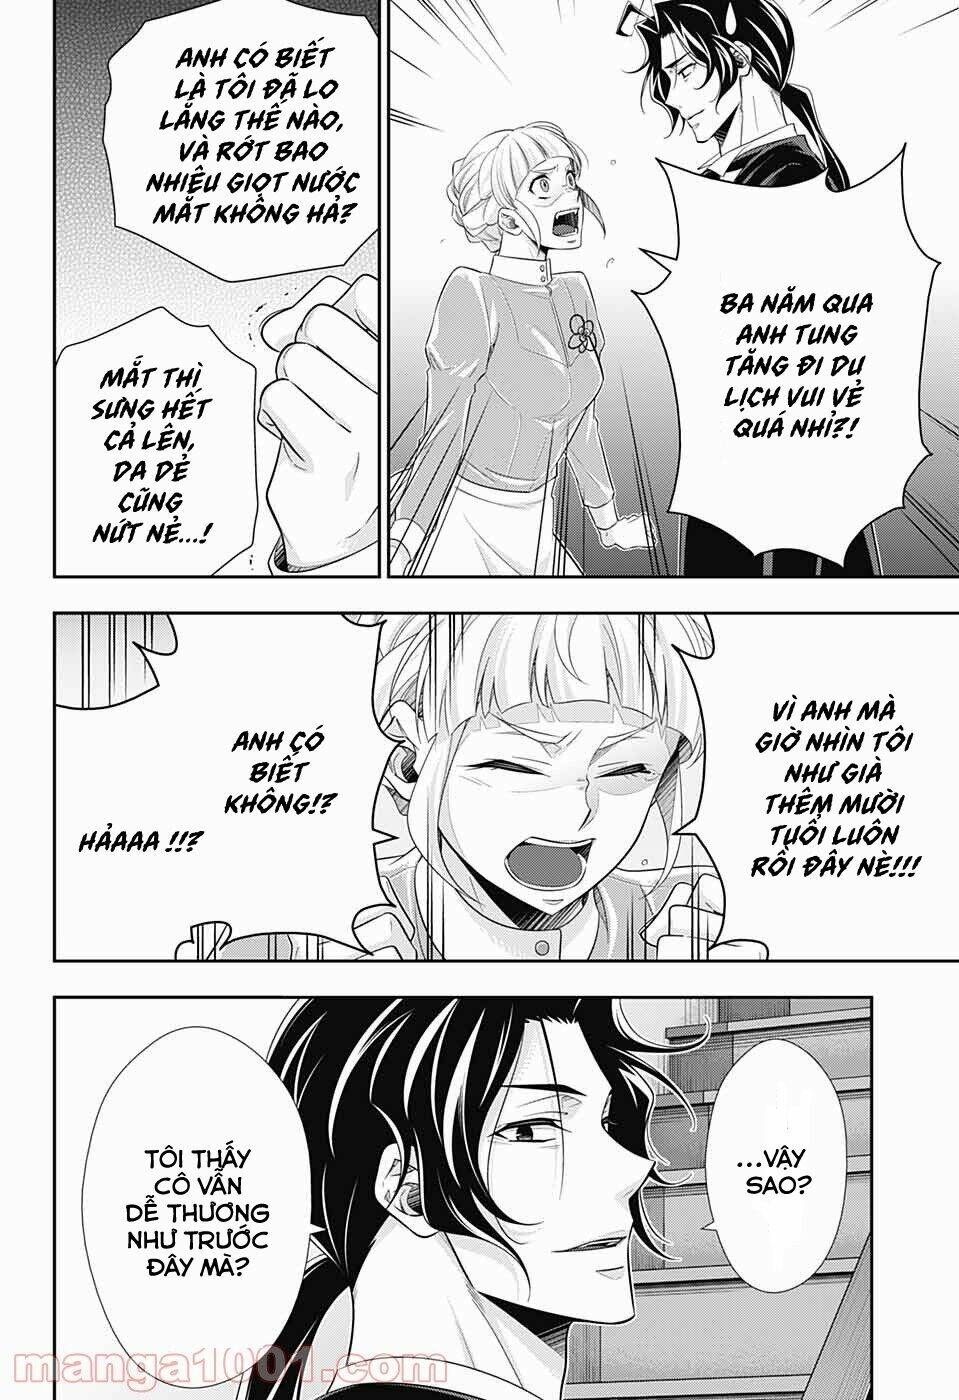 BA NĂM QUA
ANH TUNG
TĂNG ĐI DU
LỊCH VUI VẺ
QUÁ NHỈ?!
ANH CÓ BIẾT
LÀ TÔI ĐÃ LO
LẮNG THẾ NÀO,
VÀ RỚT BAO
NHIÊU GIỌT NƯỚC
MẮT KHÔNG HẢ?
MẮT THÌ
SƯNG HẾT
CẢ LÊN,
DA DẺ
CŨNG
NỨT NẺ...!
VÌ ANH MÀ
GIỜ NHÌN TÔI
NHƯ GIÀ
THÊM MƯỜI
TUỔI LUÔN
RỒI ĐÂY NÈ!!!
ANH CÓ
BIẾT
KHÔNG!?
HẢAAA !!?
...VẬY
SAO?
TÔI THẤY
CÔ VẪN
DỄ THƯƠNG
NHƯ TRƯỚC
ĐÂY MÀ?
manga1001.com